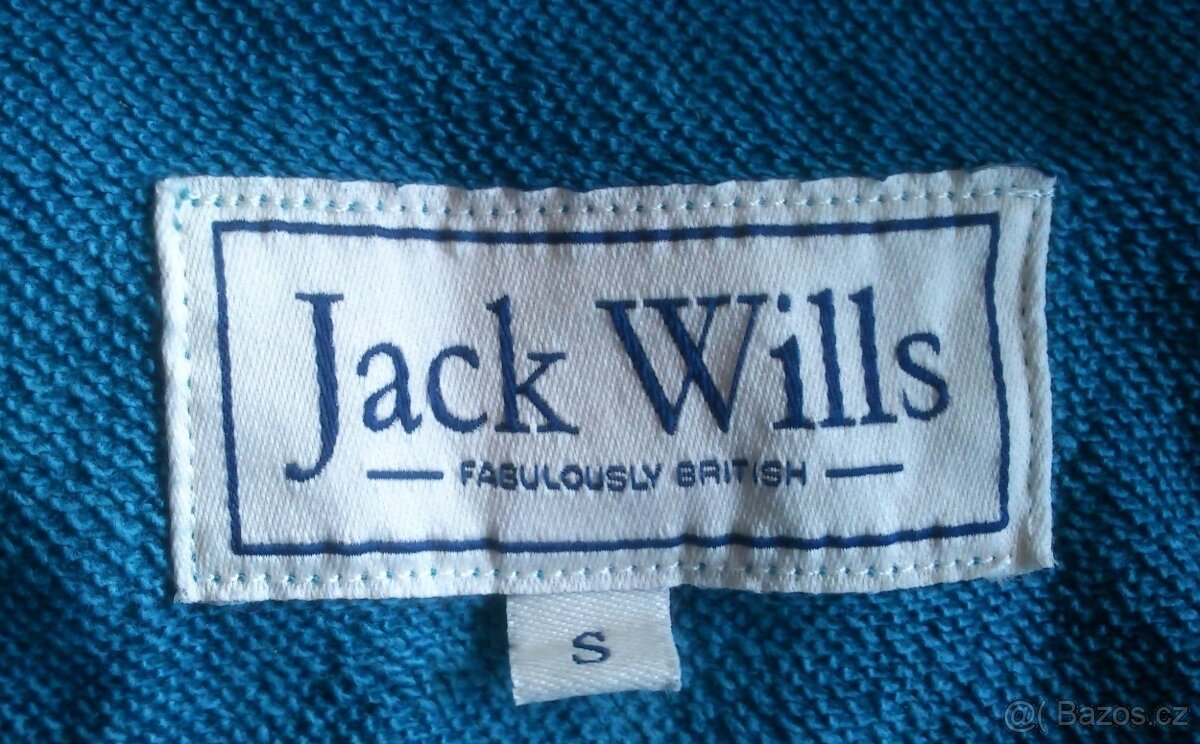 Jack Wills
FABULOUSLY BRITISH
S
@( Bazos.cz